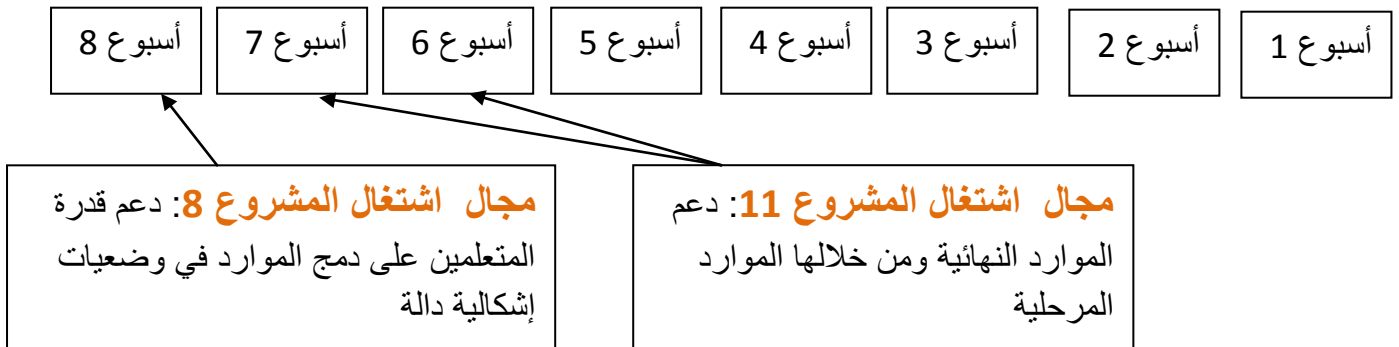 أسبوع 1
أسبوع 2
أسبوع 3
أسبوع 4
أسبوع 5
أسبوع 6
أسبوع 7
أسبوع 8
مجال اشتغال المشروع 11: دعم
الموارد النهائية ومن خلالها الموارد
المرحلية
مجال اشتغال المشروع 8: دعم قدرة
المتعلمين على دمج الموارد في وضعيات
إشكالية دالة